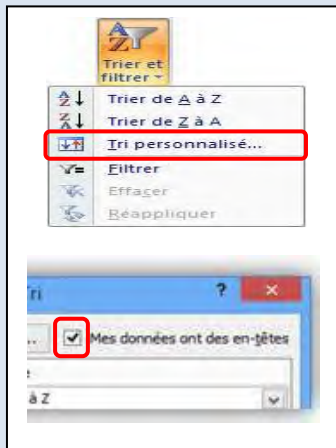 Trier et
filtrer
Trier de A à Z
Trier de Z à A
Tri personnalisé...
Filtrer
Effacer
Réappliquer
Tri ?
... Mes données ont des en-têtes
à Z